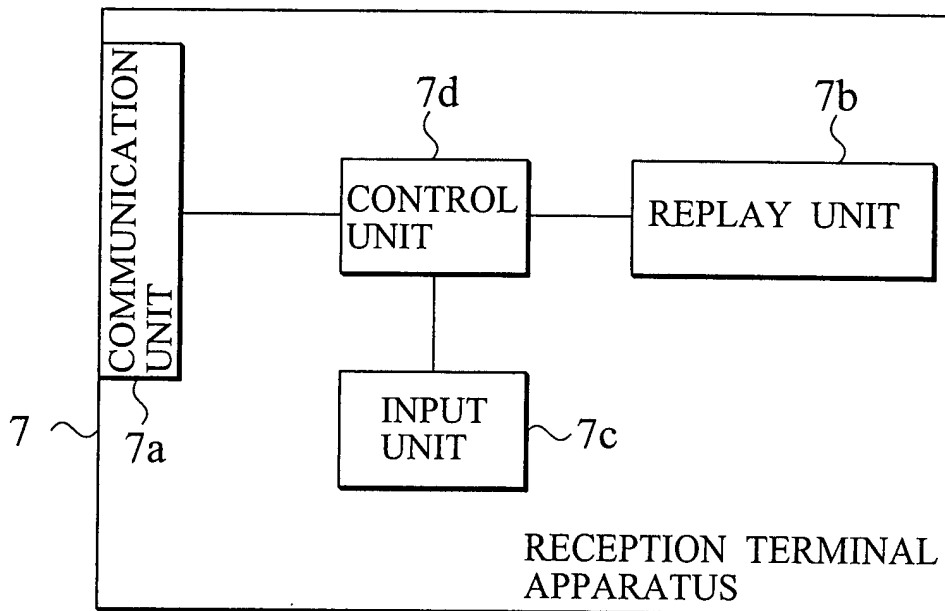 7d
7b
COMMUNICATION
UNIT
CONTROL
UNIT
REPLAY UNIT
INPUT
UNIT
7
7a
7c
RECEPTION TERMINAL
APPARATUS